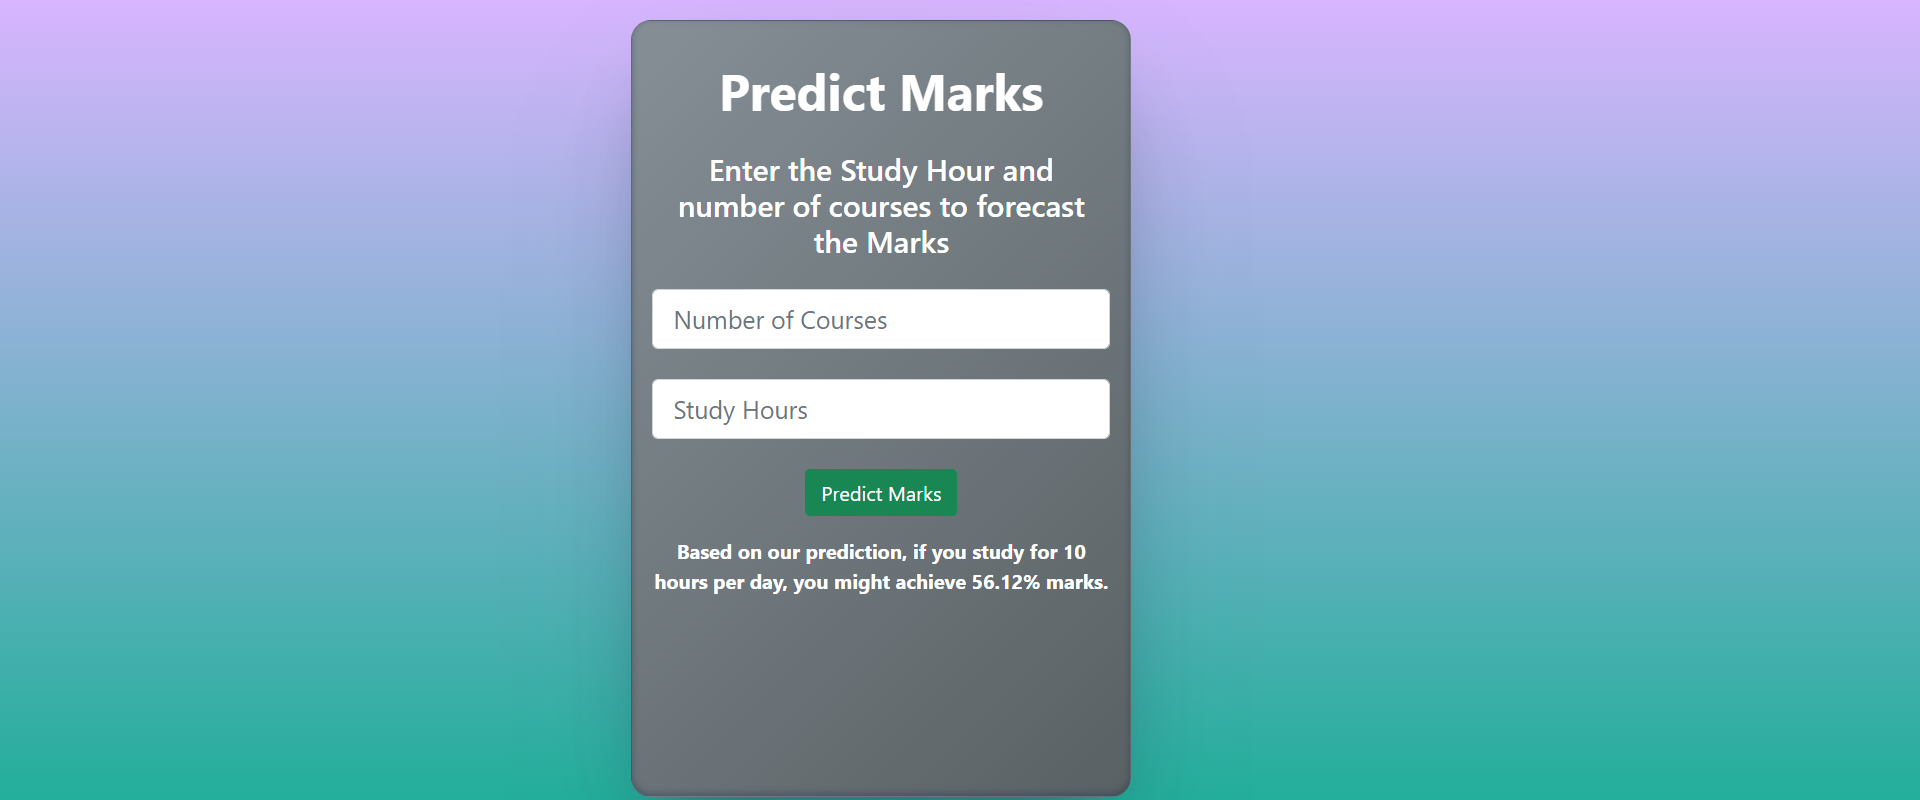 Predict Marks
Enter the Study Hour and
number of courses to forecast
the Marks
Number of Courses
Study Hours
Predict Marks
Based on our prediction, if you study for 10
hours per day, you might achieve 56.12% marks.